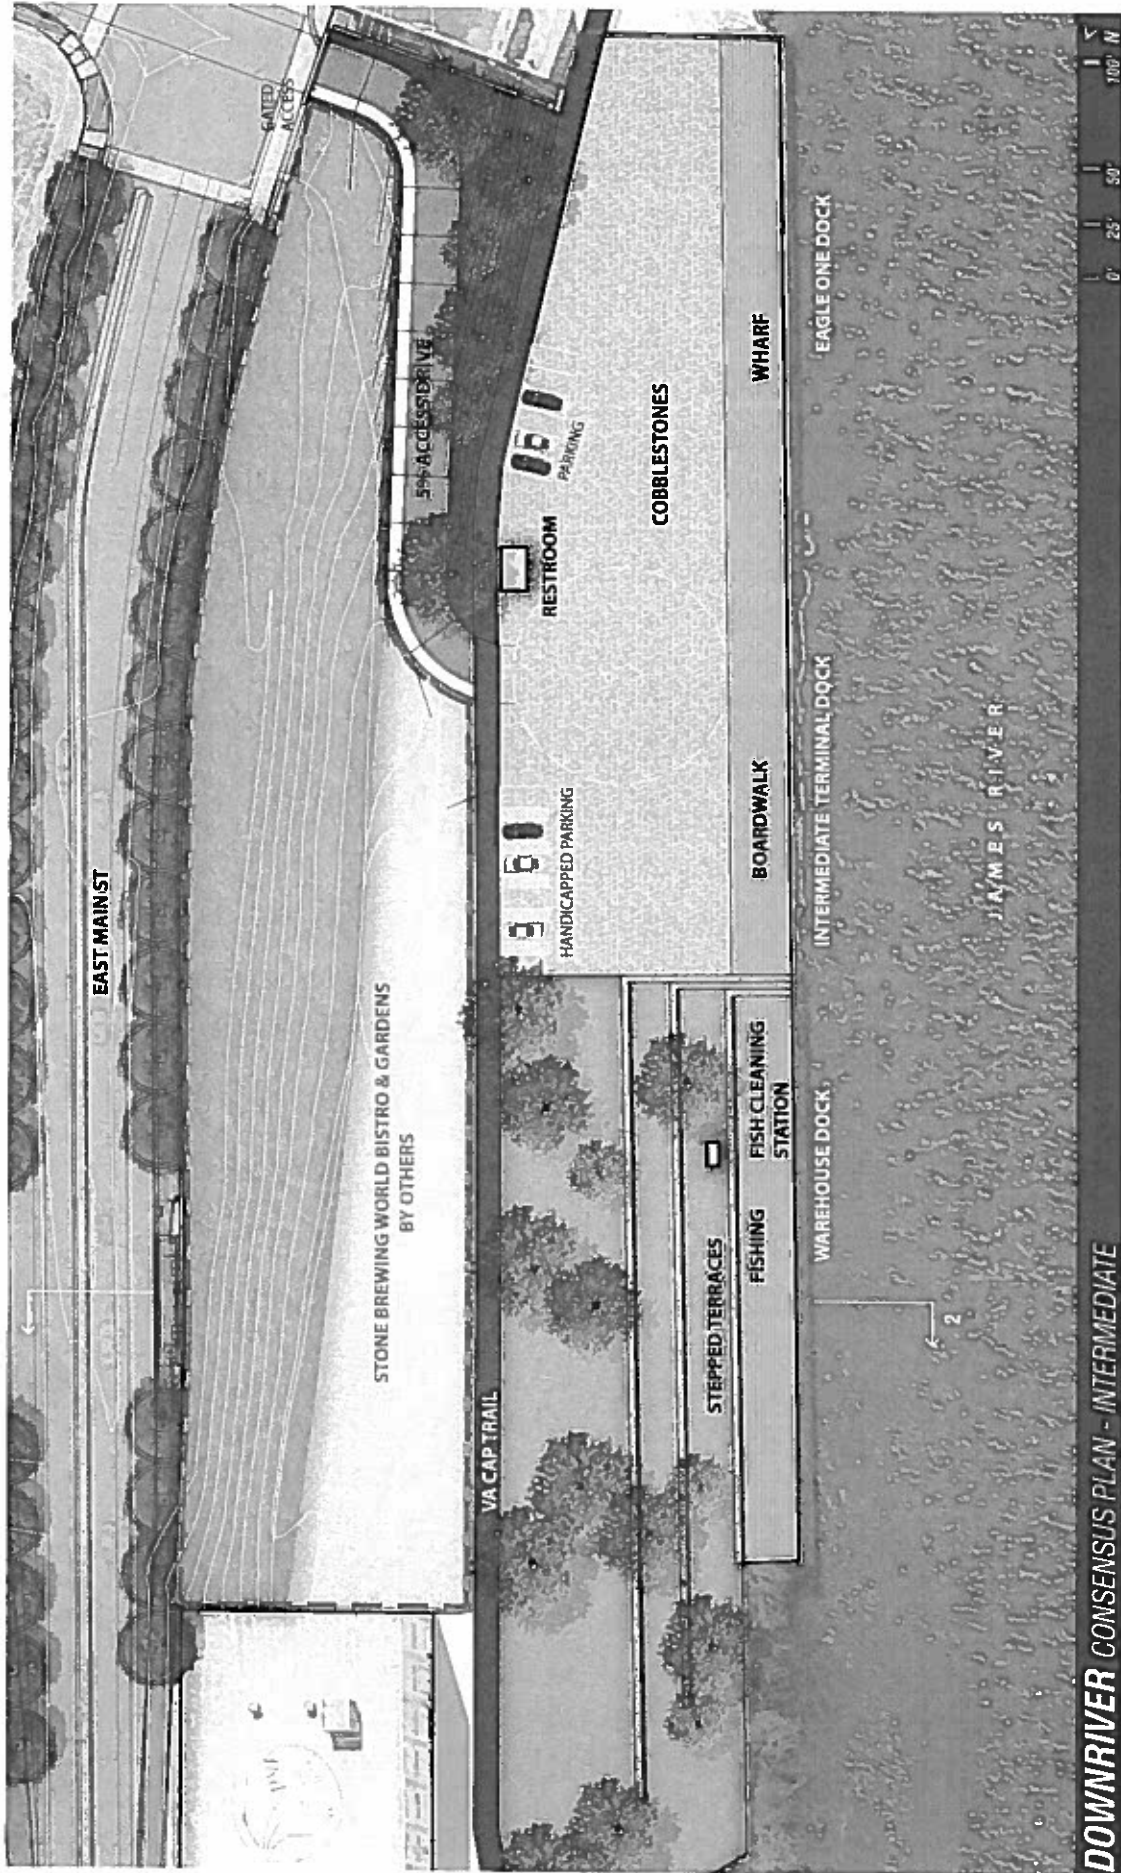 GATED
ACCESS
EAST MAIN ST
5% ACCESS DRIVE
STONE BREWING WORLD BISTRO & GARDENS
BY OTHERS
VA CAP TRAIL
PARKING
RESTROOM
HANDICAPPED PARKING
COBBLESTONES
STEPPED TERRACES
FISHING
FISH CLEANING
STATION
BOARDWALK
WHARF
WAREHOUSE DOCK
INTERMEDIATE TERMINAL DOCK
EAGLE ONE DOCK
2
JAMES RIVER
DOWNRIVER CONSENSUS PLAN - INTERMEDIATE
0' 25' 50' 100' N